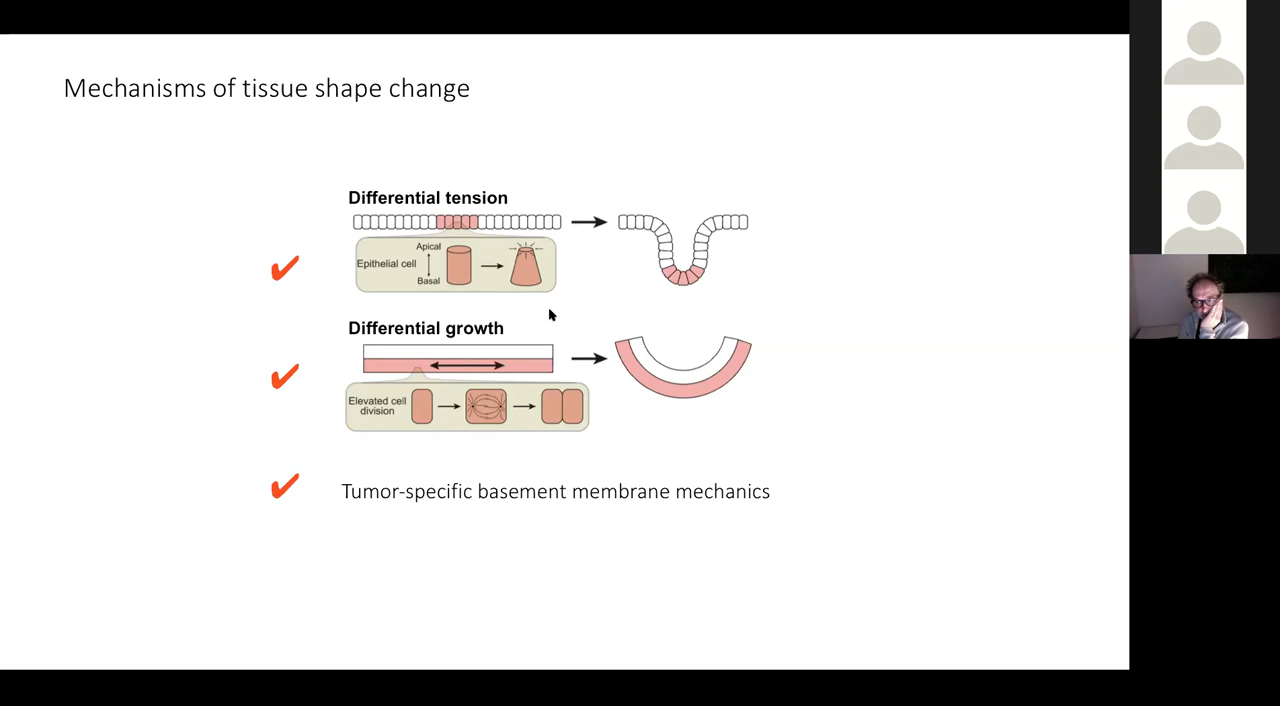 Mechanisms of tissue shape change
Differential tension
Apical
Epithelial cell
Basal
Differential growth
Elevated cell
division
Tumor-specific basement membrane mechanics